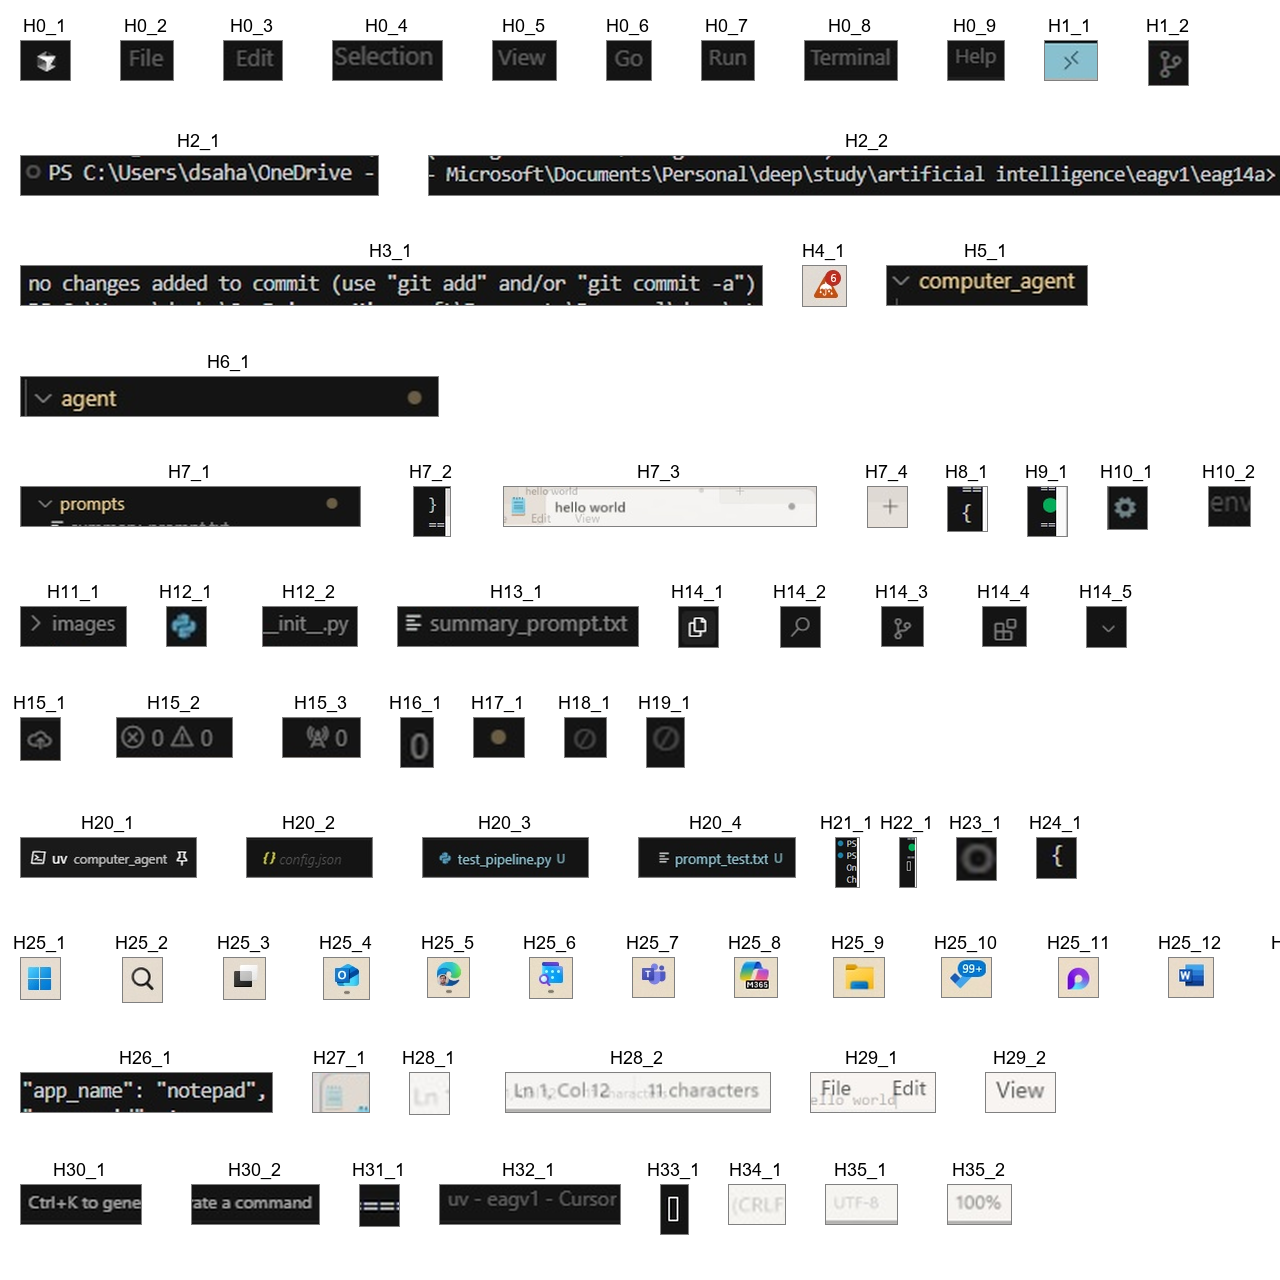 H0_1 H0_2 H0_3 H0_4 H0_5 H0_6 H0_7 H0_8 H0_9 H1_1 H1_2
File Edit Selection View Go Run Terminal Help
H2_1 H2_2
PS C:\Users\dsaha\OneDrive - - Microsoft\Documents\Personal\deep\study\artificial intelligence\eagv1\eag14a>
H3_1 H4_1 H5_1
no changes added to commit (use "git add" and/or "git commit -a") 6 computer_agent
H6_1
agent
H7_1 H7_2 H7_3 H7_4 H8_1 H9_1 H10_1 H10_2
prompts } == hello world Edit View hello world + == { == env
summary_prompt.txt
H11_1 H12_1 H12_2 H13_1 H14_1 H14_2 H14_3 H14_4 H14_5
> images __init__.py summary_prompt.txt
H15_1 H15_2 H15_3 H16_1 H17_1 H18_1 H19_1
0 0 0 0
H20_1 H20_2 H20_3 H20_4 H21_1 H22_1 H23_1 H24_1
uv computer_agent {} config.json test_pipeline.py U prompt_test.txt U PS PS On Ch {
H25_1 H25_2 H25_3 H25_4 H25_5 H25_6 H25_7 H25_8 H25_9 H25_10 H25_11 H25_12 H
M365 99+ W
H26_1 H27_1 H28_1 H28_2 H29_1 H29_2
"app_name": "notepad", Ln Ln 1, Col 12 11 characters File Edit View
ello world
H30_1 H30_2 H31_1 H32_1 H33_1 H34_1 H35_1 H35_2
Ctrl+K to gene rate a command === uv - eagv1 - Cursor (CRLF UTF-8 100%